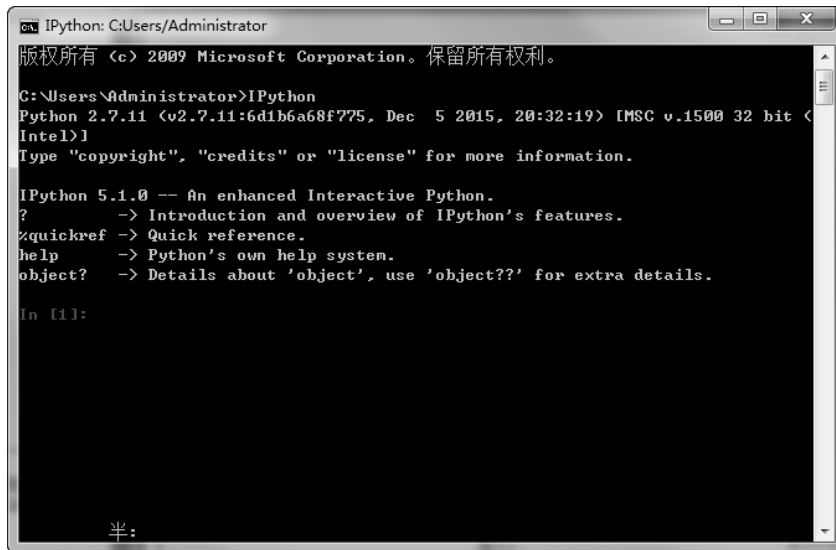 IPython: C:Users/Administrator
版权所有 (c) 2009 Microsoft Corporation。保留所有权利。
C:\Users\Administrator>IPython
Python 2.7.11 (v2.7.11:6d1b6a68f775, Dec  5 2015, 20:32:19) [MSC v.1500 32 bit (
Intel)]
Type "copyright", "credits" or "license" for more information.
IPython 5.1.0 -- An enhanced Interactive Python.
?         -> Introduction and overview of IPython's features.
%quickref -> Quick reference.
help      -> Python's own help system.
object?   -> Details about 'object', use 'object??' for extra details.
In [1]:
半: